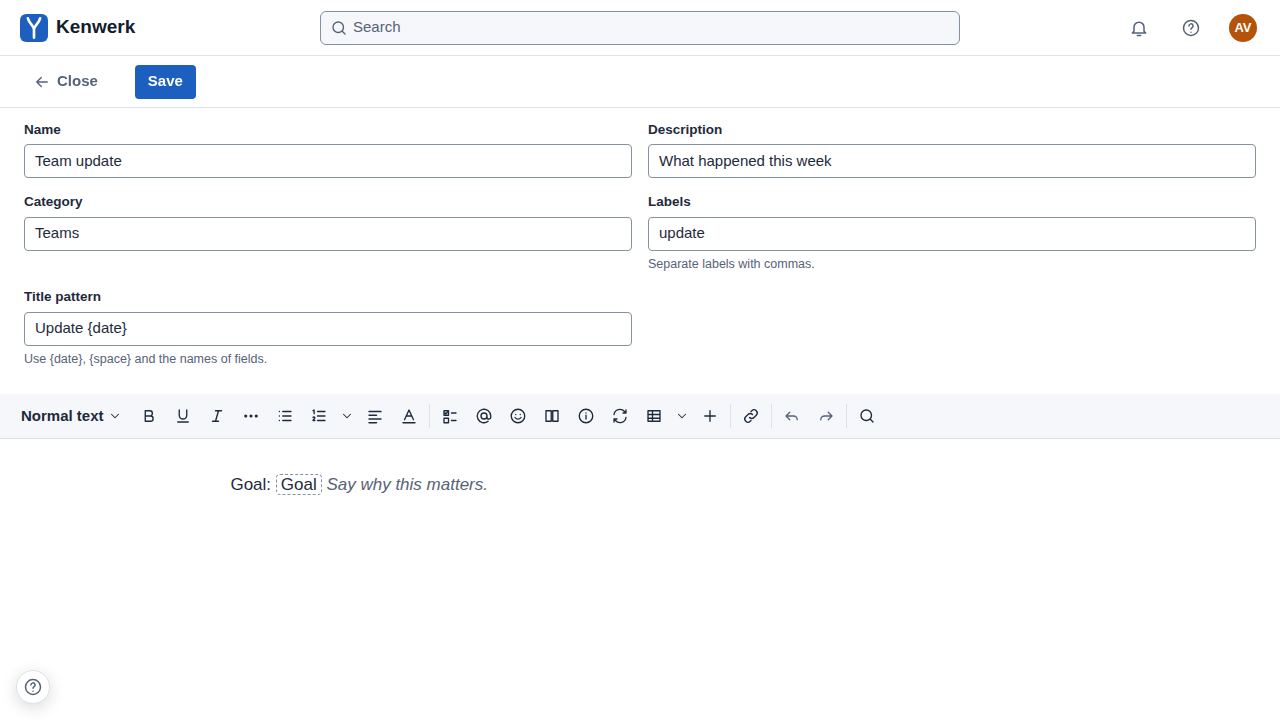 Kenwerk
Search
AV
Close
Save
Name
Description
Team update
What happened this week
Category
Labels
Teams
update
Separate labels with commas.
Title pattern
Update {date}
Use {date}, {space} and the names of fields.
Normal text
Goal: Goal Say why this matters.